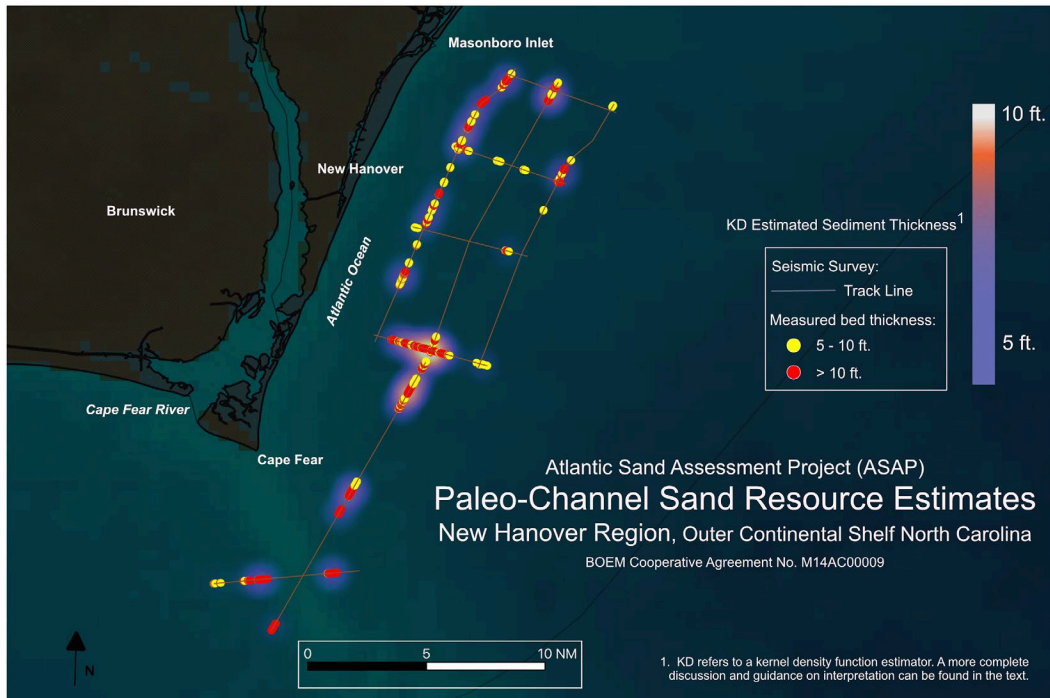 Masonboro Inlet
10 ft.
New Hanover
Brunswick
KD Estimated Sediment Thickness1
Atlantic Ocean
Seismic Survey:
Track Line
Measured bed thickness:
5 - 10 ft.
> 10 ft.
5 ft.
Cape Fear River
Cape Fear
Atlantic Sand Assessment Project (ASAP)
Paleo-Channel Sand Resource Estimates
New Hanover Region, Outer Continental Shelf North Carolina
BOEM Cooperative Agreement No. M14AC00009
N
0 5 10 NM
1. KD refers to a kernel density function estimator. A more complete
discussion and guidance on interpretation can be found in the text.